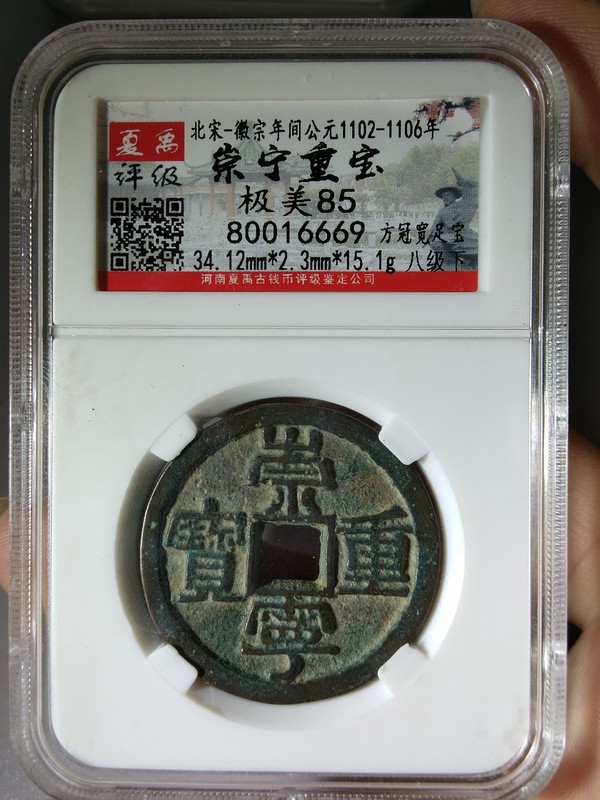 夏禹
评级
北宋-徽宗年间公元1102-1106年
崇宁重宝
极美85
80016669 方冠宽足宝
34.12mm*2.3mm*15.1g 八级下
河南夏禹古钱币评级鉴定公司
崇
寶 重
寧